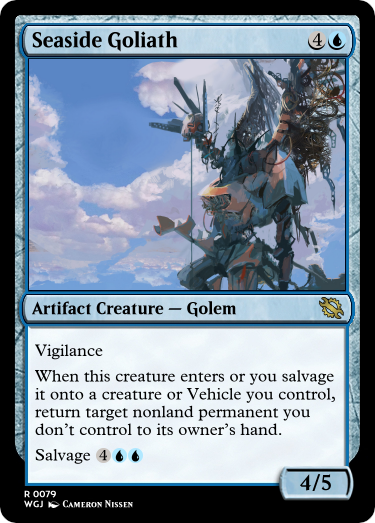 Seaside Goliath 4
Artifact Creature — Golem
Vigilance
When this creature enters or you salvage
it onto a creature or Vehicle you control,
return target nonland permanent you
don't control to its owner's hand.
Salvage 4
4/5
R 0079
WGJ Cameron Nissen